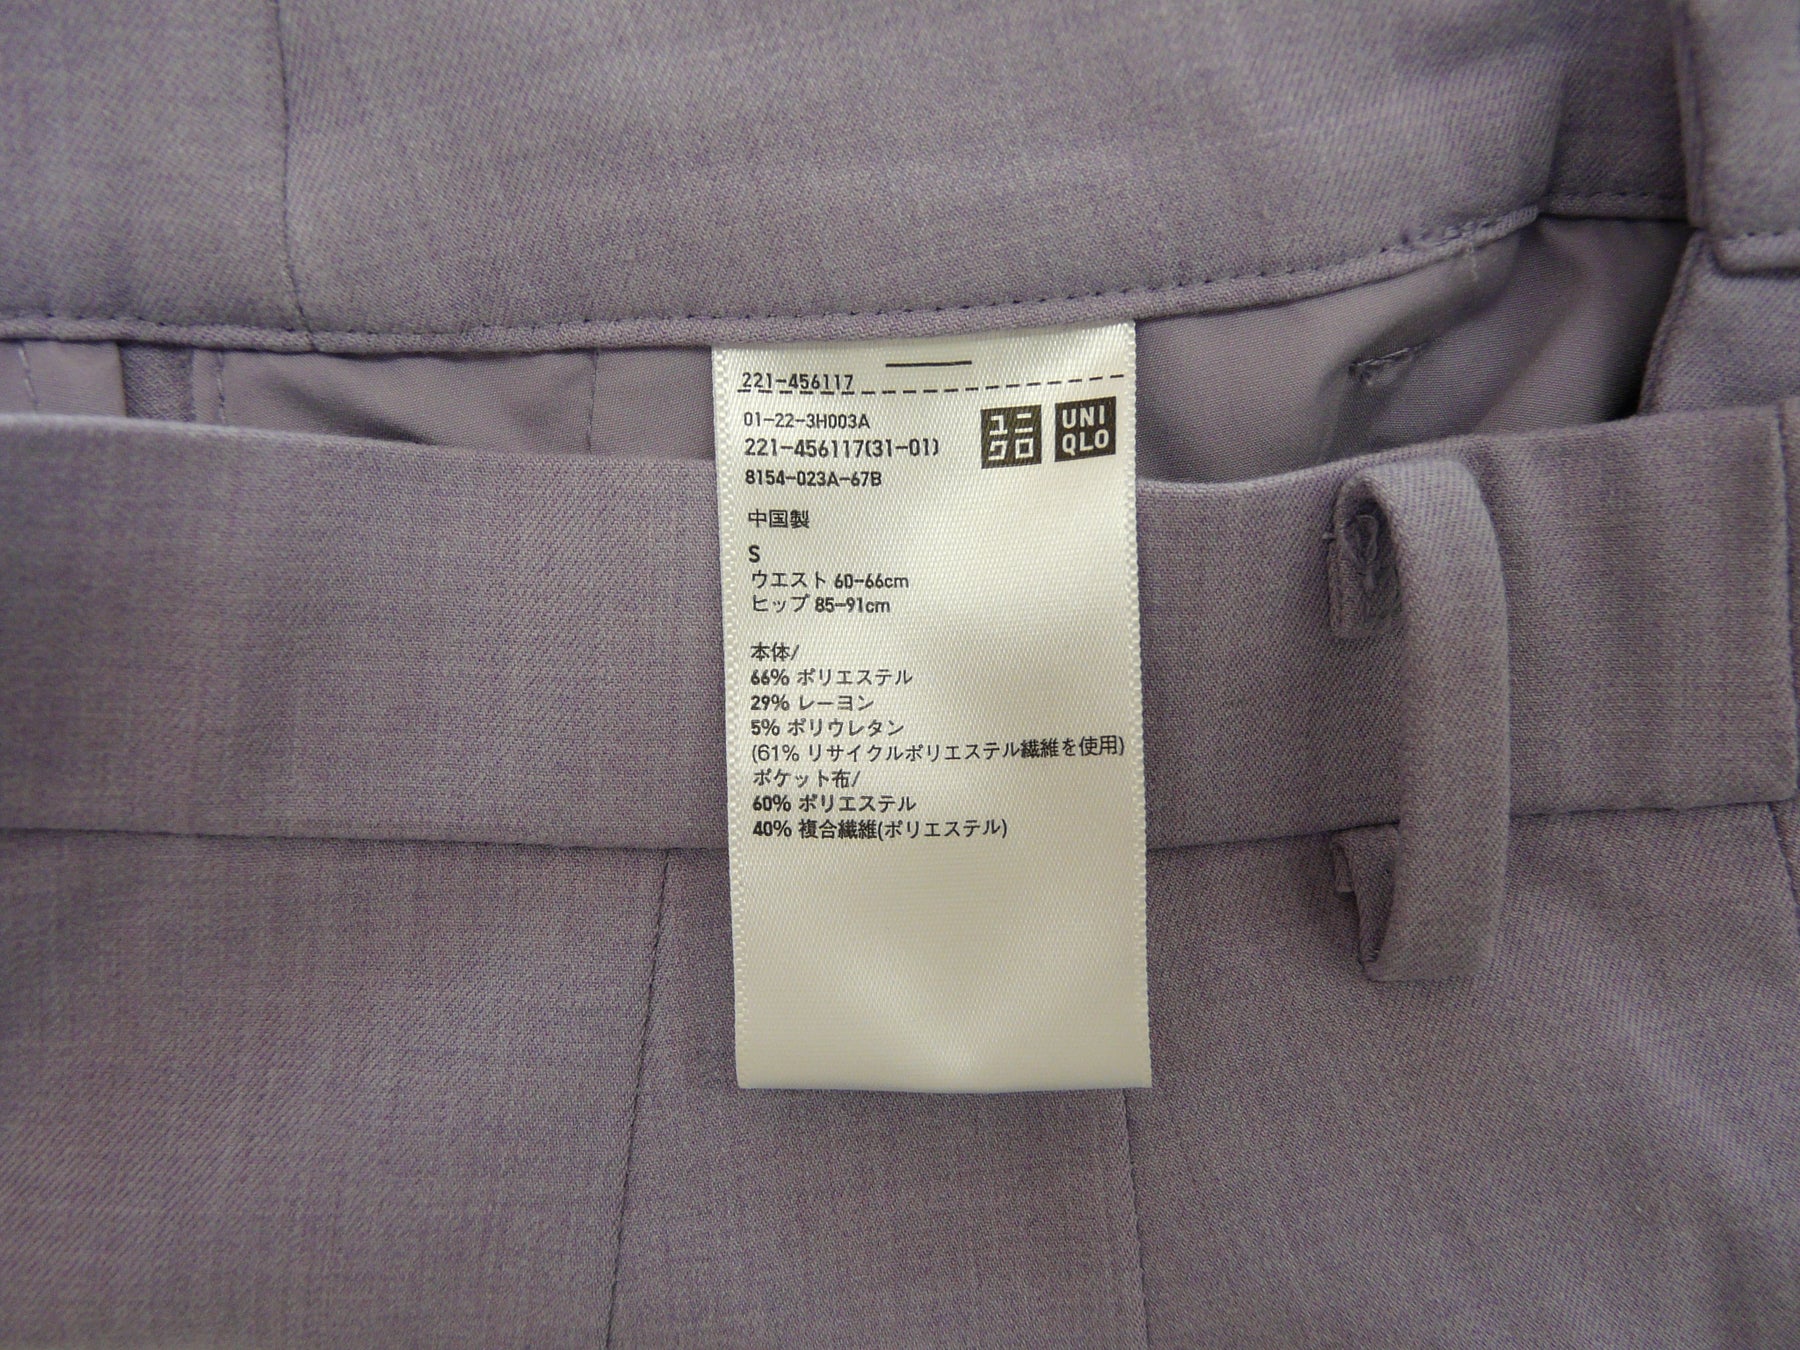 221-456117
01-22-3H003A
221-456117(31-01)
8154-023A-67B
ユニクロ
UNIQLO
中国製
S
ウエスト 60-66cm
ヒップ 85-91cm
本体/
66% ポリエステル
29% レーヨン
5% ポリウレタン
(61% リサイクルポリエステル繊維を使用)
ポケット布/
60% ポリエステル
40% 複合繊維(ポリエステル)